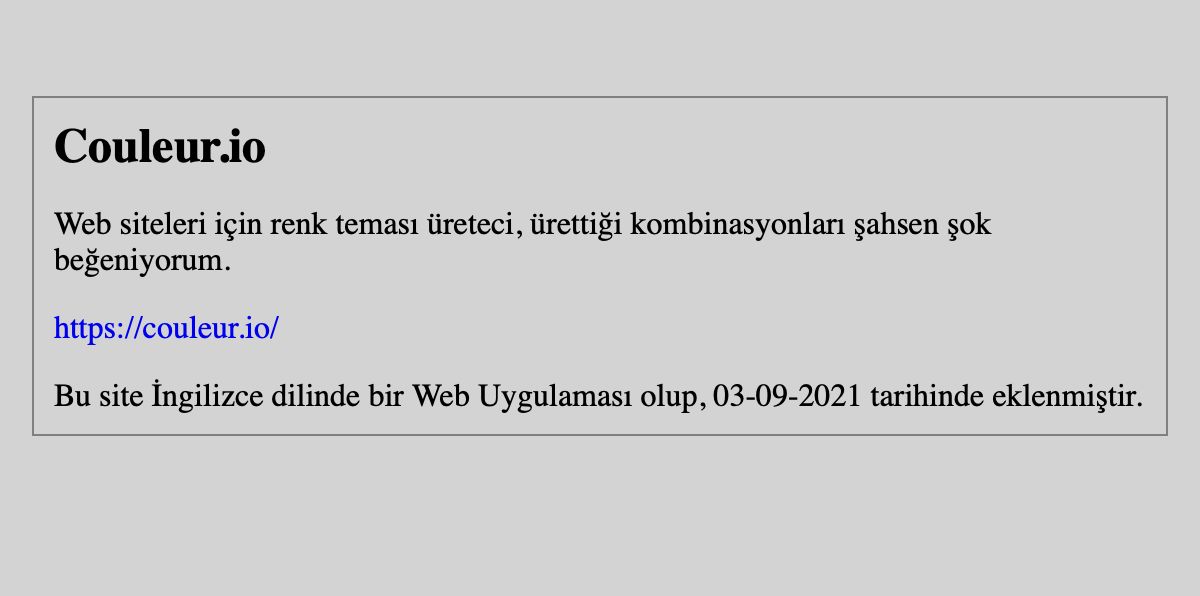 Couleur.io
Web siteleri için renk teması üreteci, ürettiği kombinasyonları şahsen şok
beğeniyorum.
https://couleur.io/
Bu site İngilizce dilinde bir Web Uygulaması olup, 03-09-2021 tarihinde eklenmiştir.